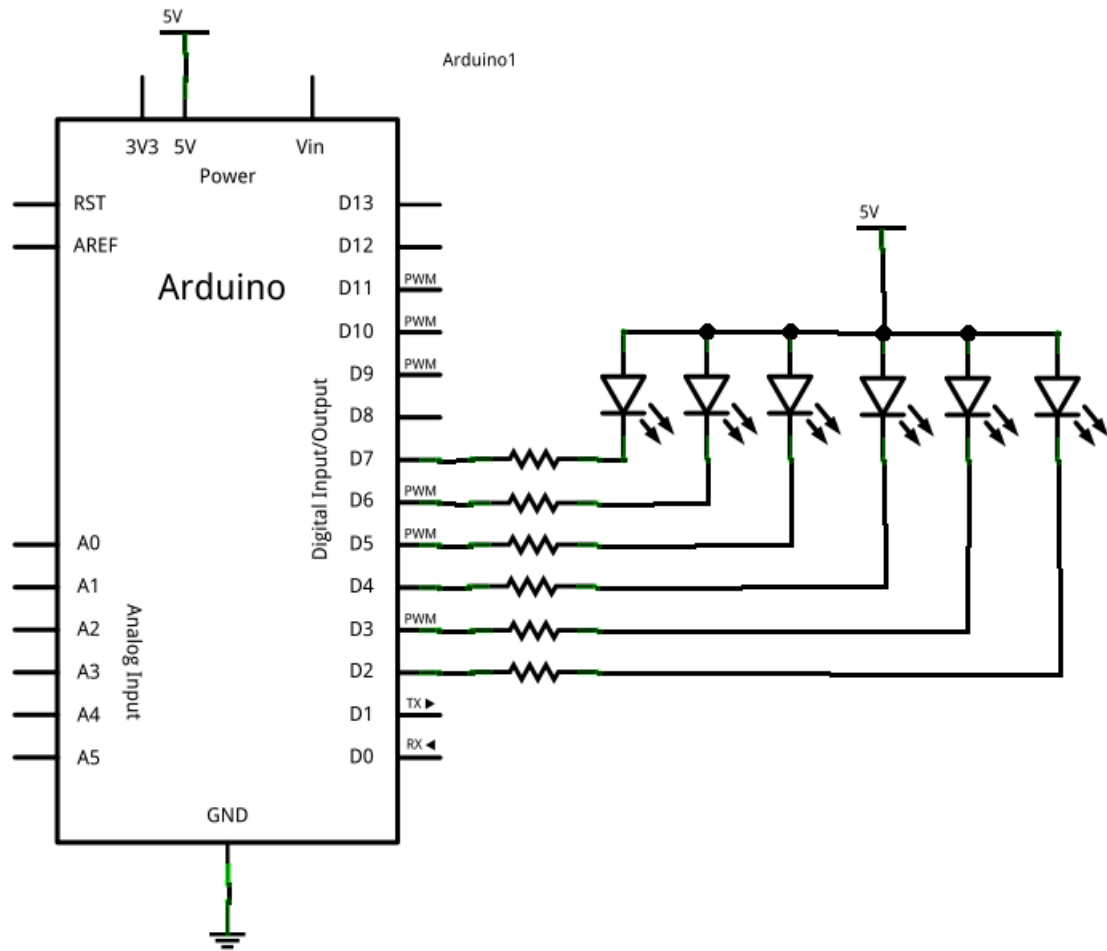 5V
Arduino1
3V3 5V Vin
Power
RST D13
AREF D12
Arduino
D11 PWM
D10 PWM
5V
D9 PWM
D8
Digital Input/Output
D7
D6 PWM
A0 D5 PWM
A1 D4
A2 D3 PWM
Analog Input
A3 D2
A4 D1 TX ▶
A5 D0 RX ◀
GND